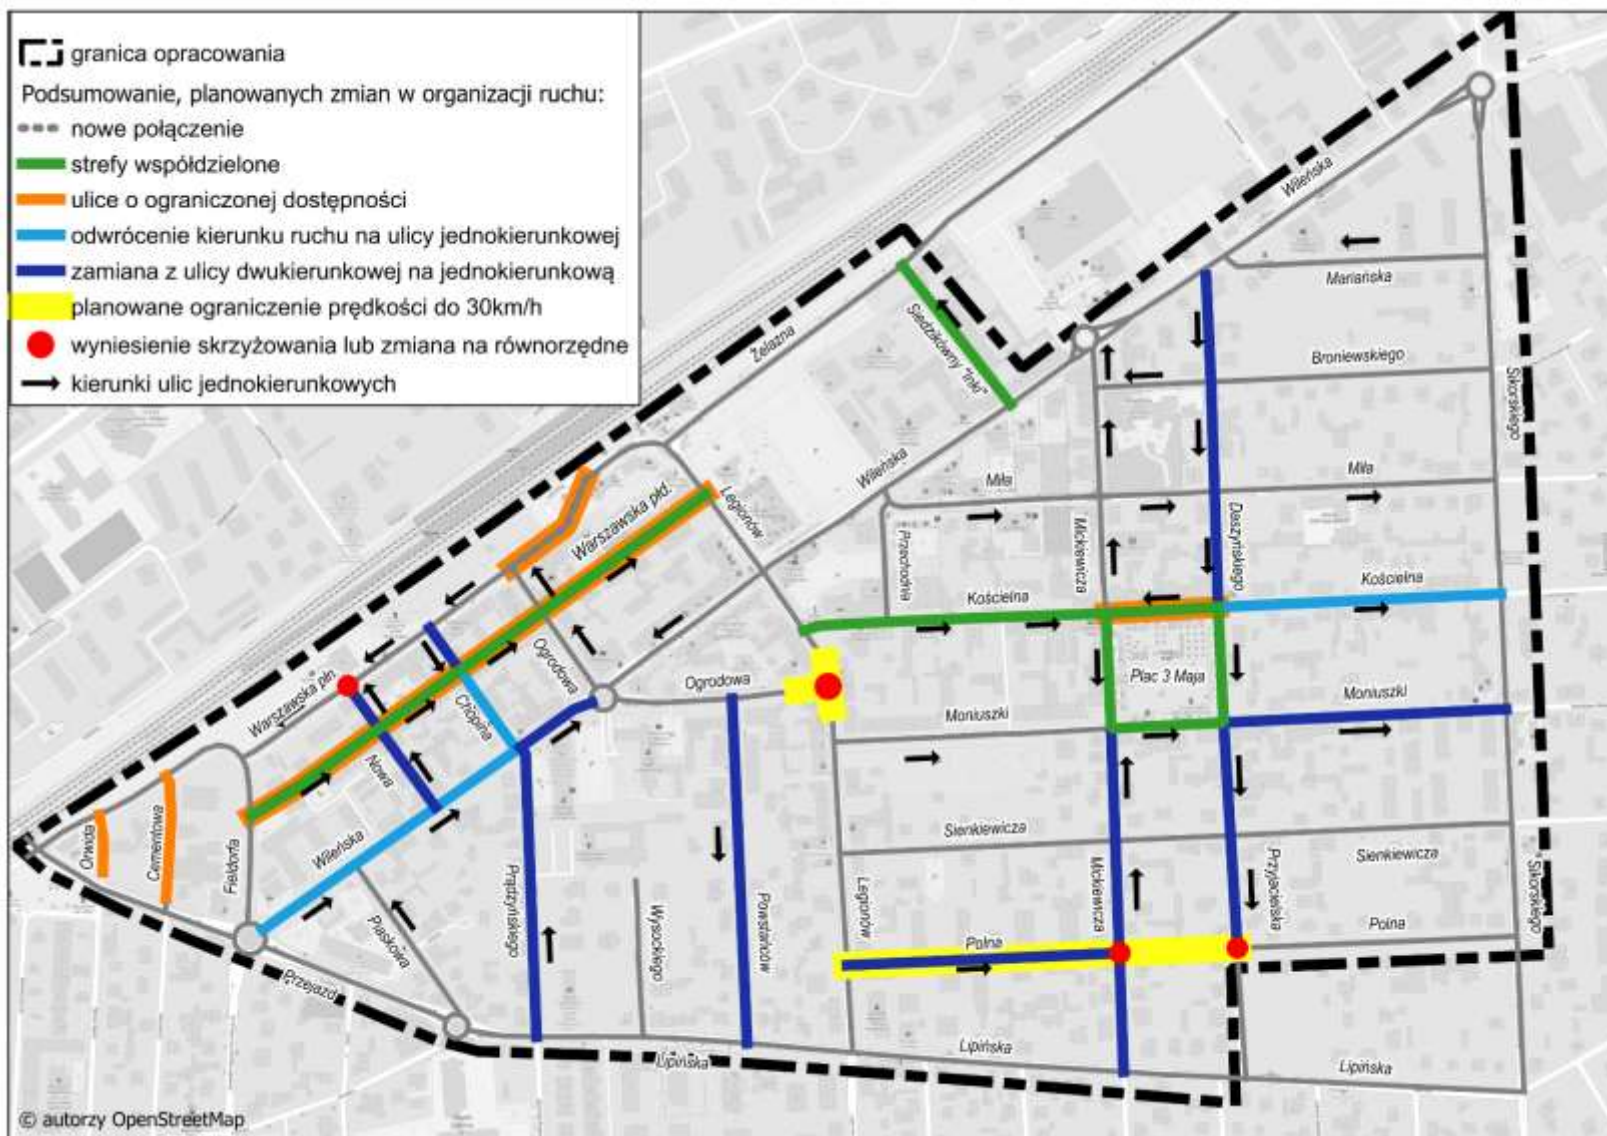 granica opracowania
Podsumowanie, planowanych zmian w organizacji ruchu:
nowe połączenie
strefy współdzielone
ulice o ograniczonej dostępności
odwrócenie kierunku ruchu na ulicy jednokierunkowej
zamiana z ulicy dwukierunkowej na jednokierunkową
planowane ograniczenie prędkości do 30km/h
wyniesienie skrzyżowania lub zmiana na równorzędne
kierunki ulic jednokierunkowych
Wileńska
Mariańska
Siedzikówny "Inki"
Żelazna
Broniewskiego
Sikorskiego
Wileńska
Miła
Miła
Warszawska płd.
Legionów
Mickiewicza
Daszyńskiego
Przechodnia
Kościelna
Kościelna
Ogrodowa
Ogrodowa
Plac 3 Maja
Warszawska płn.
Chopina
Moniuszki
Moniuszki
Nowa
Orwida
Cementowa
Fieldorfa
Wileńska
Sienkiewicza
Sienkiewicza
Piaskowa
Prądzyńskiego
Wysockiego
Powstańców
Legionów
Mickiewicza
Przyjacielska
Sikorskiego
Polna
Polna
Przejazd
Lipińska
Lipińska
Lipińska
© autorzy OpenStreetMap